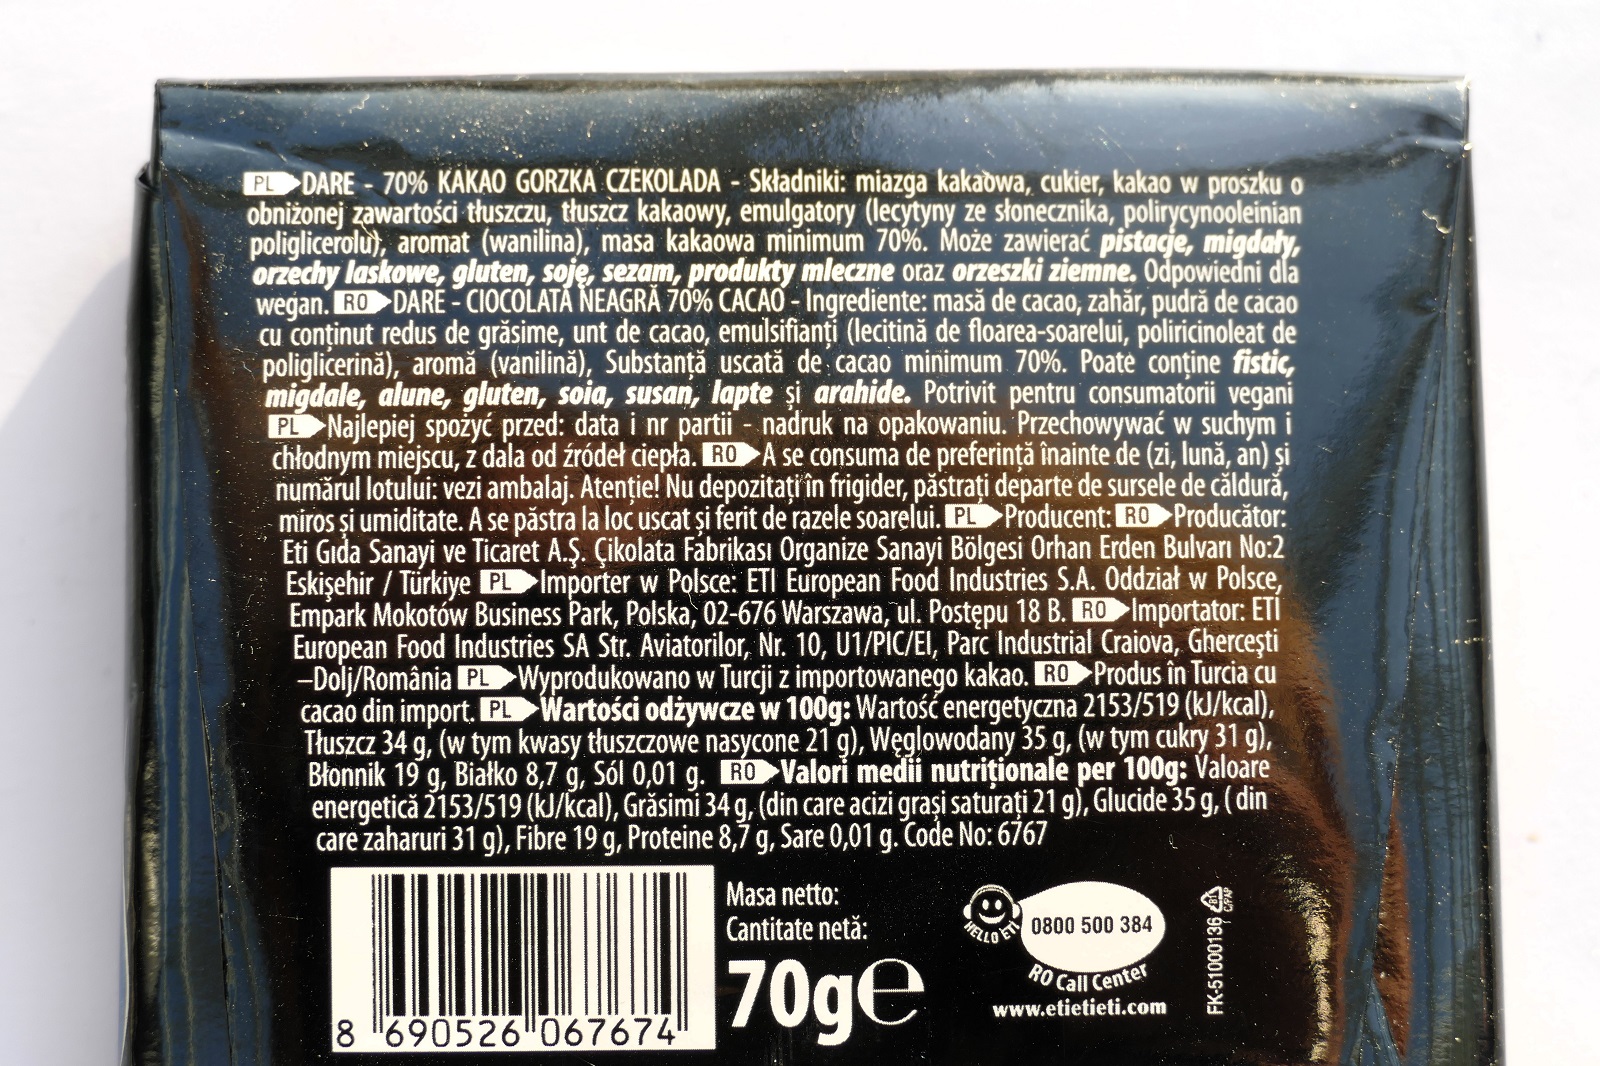 PL DARE - 70% KAKAO GORZKA CZEKOLADA - Składniki: miazga kakaowa, cukier, kakao w proszku o
obniżonej zawartości tłuszczu, tłuszcz kakaowy, emulgatory (lecytyny ze słonecznika, polirycynooleinian
poliglicerolu), aromat (wanilina), masa kakaowa minimum 70%. Może zawierać pistacje, migdały,
orzechy laskowe, gluten, soję, sezam, produkty mleczne oraz orzeszki ziemne. Odpowiedni dla
wegan. RO DARE - CIOCOLATĂ NEAGRĂ 70% CACAO - Ingrediente: masă de cacao, zahăr, pudră de cacao
cu conținut redus de grăsime, unt de cacao, emulsifianți (lecitină de floarea-soarelui, poliricinoleat de
poliglicerină), aromă (vanilină), Substanță uscată de cacao minimum 70%. Poate conține fistic,
migdale, alune, gluten, soia, susan, lapte și arahide. Potrivit pentru consumatorii vegani
PL Najlepiej spożyć przed: data i nr partii - nadruk na opakowaniu. Przechowywać w suchym i
chłodnym miejscu, z dala od źródeł ciepła. RO A se consuma de preferință înainte de (zi, lună, an) și
numărul lotului: vezi ambalaj. Atenție! Nu depozitați în frigider, păstrați departe de sursele de căldură,
miros și umiditate. A se păstra la loc uscat și ferit de razele soarelui. PL Producent: RO Producător:
Eti Gıda Sanayi ve Ticaret A.Ş. Çikolata Fabrikası Organize Sanayi Bölgesi Orhan Erden Bulvarı No:2
Eskişehir / Türkiye PL Importer w Polsce: ETI European Food Industries S.A. Oddział w Polsce,
Empark Mokotów Business Park, Polska, 02-676 Warszawa, ul. Postępu 18 B. RO Importator: ETI
European Food Industries SA Str. Aviatorilor, Nr. 10, U1/PIC/EI, Parc Industrial Craiova, Ghercești
–Dolj/România PL Wyprodukowano w Turcji z importowanego kakao. RO Produs în Turcia cu
cacao din import. PL Wartości odżywcze w 100g: Wartość energetyczna 2153/519 (kJ/kcal),
Tłuszcz 34 g, (w tym kwasy tłuszczowe nasycone 21 g), Węglowodany 35 g, (w tym cukry 31 g),
Błonnik 19 g, Białko 8,7 g, Sól 0,01 g. RO Valori medii nutriționale per 100g: Valoare
energetică 2153/519 (kJ/kcal), Grăsimi 34 g, (din care acizi grași saturați 21 g), Glucide 35 g, ( din
care zaharuri 31 g), Fibre 19 g, Proteine 8,7 g, Sare 0,01 g. Code No: 6767
Masa netto:
Cantitate netă:
70g℮
8 690526 067674
HELLO ETİ
0800 500 384
RO Call Center
www.etietieti.com
FK-51000136
81
C/PAP